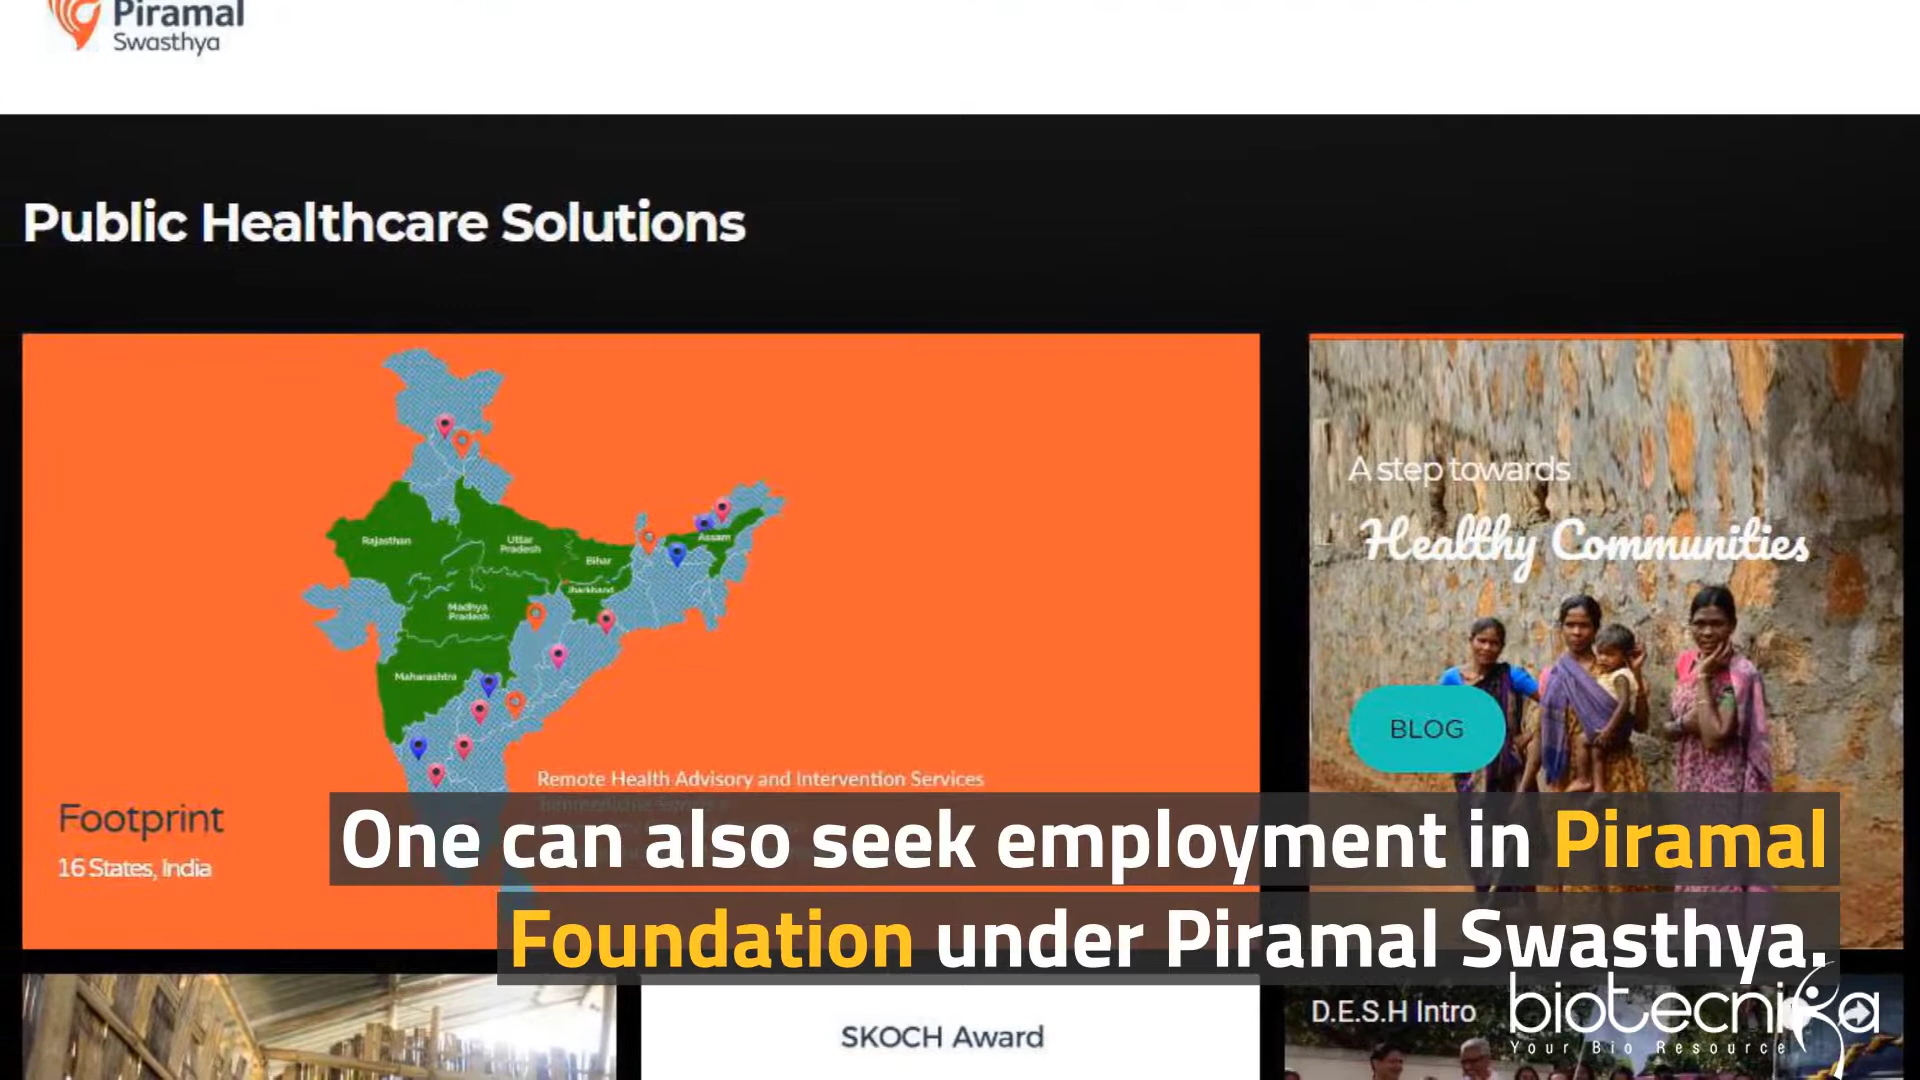 Piramal
Swasthya
Public Healthcare Solutions
Rajasthan
Uttar
Pradesh
Bihar
Jharkhand
Assam
Madhya
Pradesh
Maharashtra
Footprint
16 States, India
Remote Health Advisory and Intervention Services
A step towards
Healthy Communities
BLOG
One can also seek employment in Piramal
Foundation under Piramal Swasthya.
SKOCH Award
D.E.S.H Intro
biotecnika
Your Bio Resource